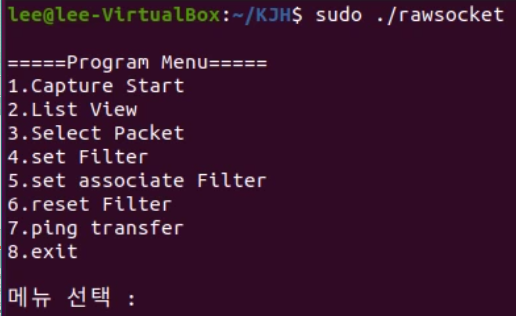 lee@lee-VirtualBox:~/KJH$ sudo ./rawsocket
=====Program Menu=====
1.Capture Start
2.List View
3.Select Packet
4.set Filter
5.set associate Filter
6.reset Filter
7.ping transfer
8.exit
메뉴 선택 :